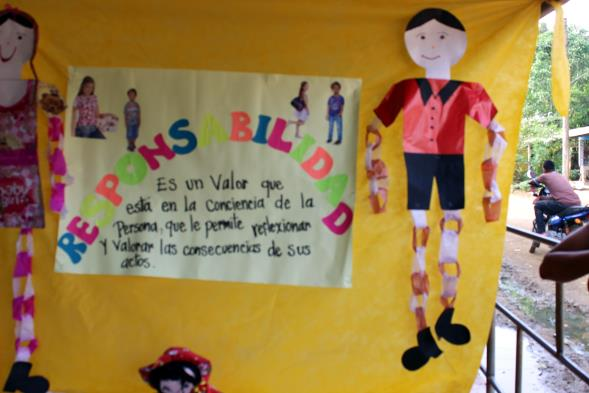 RESPONSABILIDAD
Es un Valor que
está en la Conciencia de la
Persona, que le permite reflexionar
y Valorar las consecuencias de sus
actos.